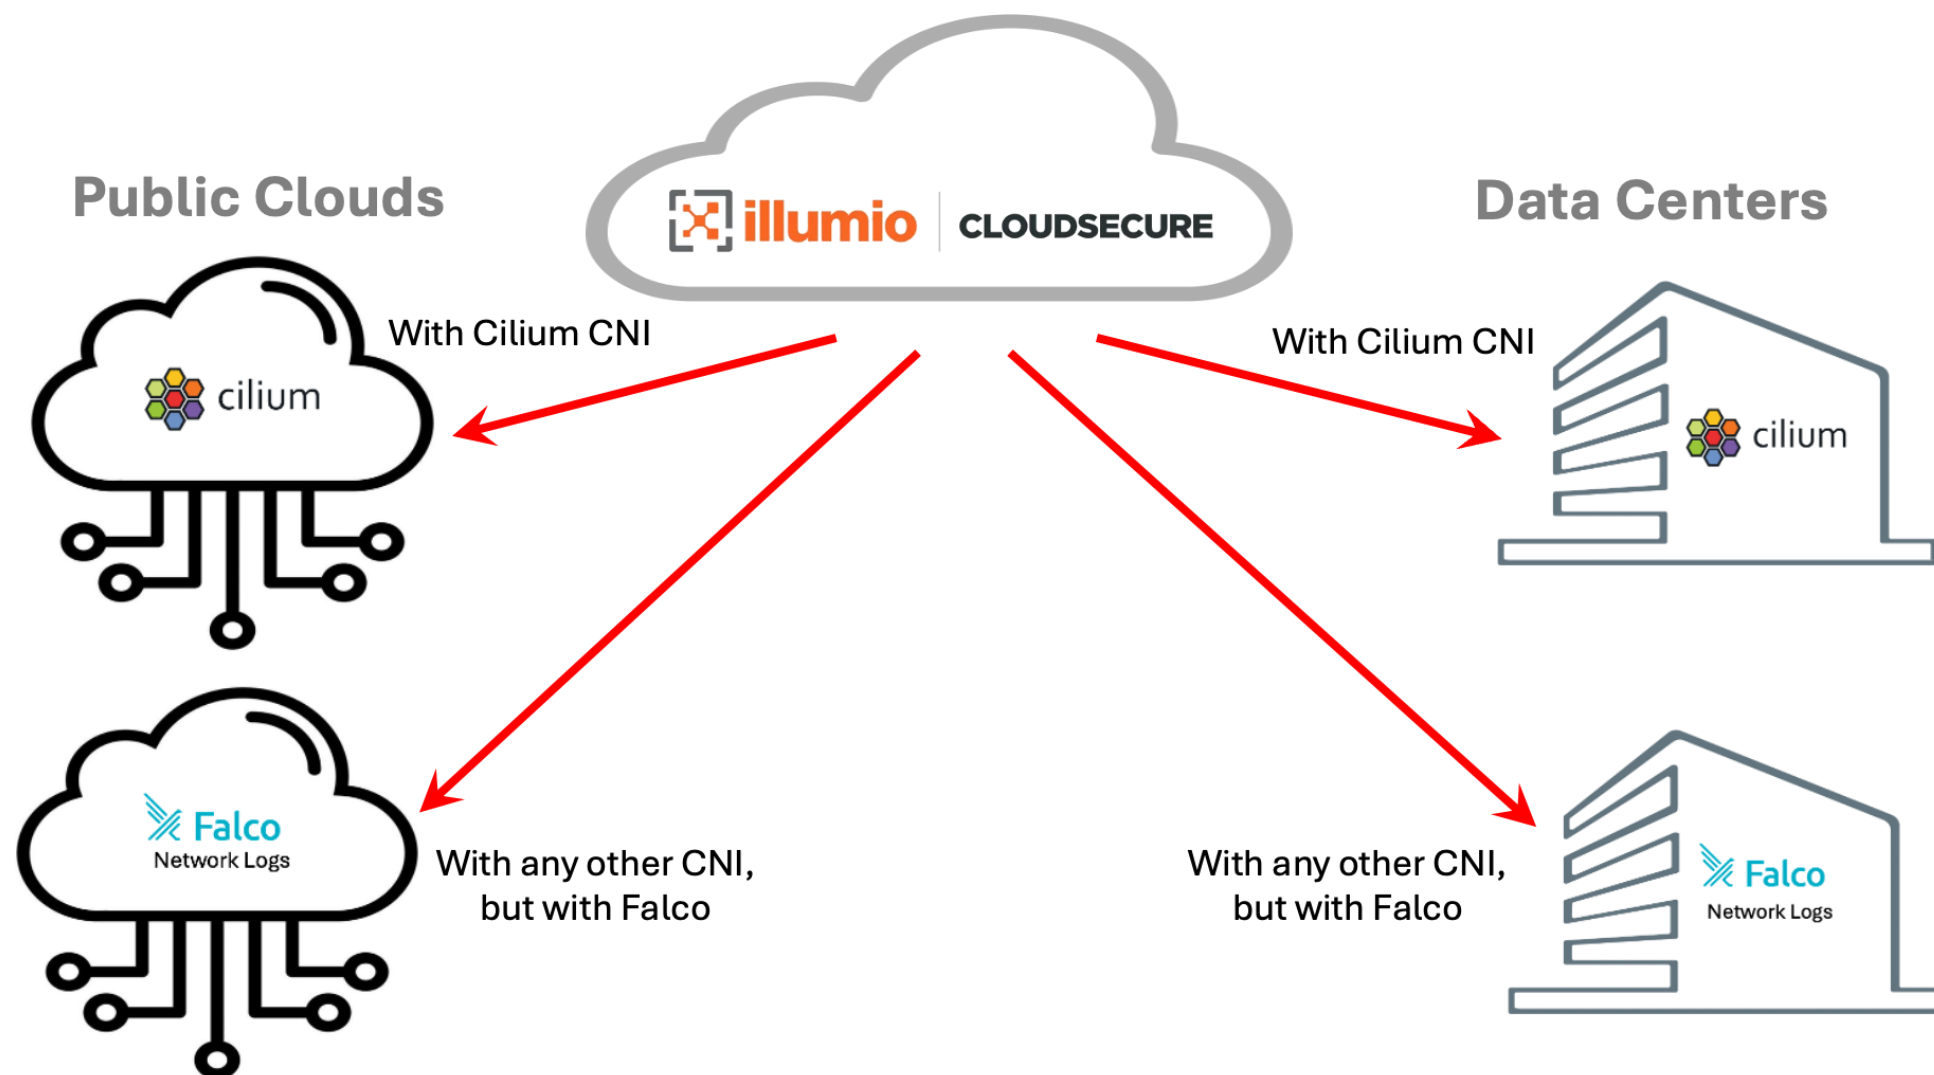 Public Clouds
illumio | CLOUDSECURE
Data Centers
With Cilium CNI
With Cilium CNI
cilium
cilium
Falco
Network Logs
With any other CNI,
but with Falco
With any other CNI,
but with Falco
Falco
Network Logs